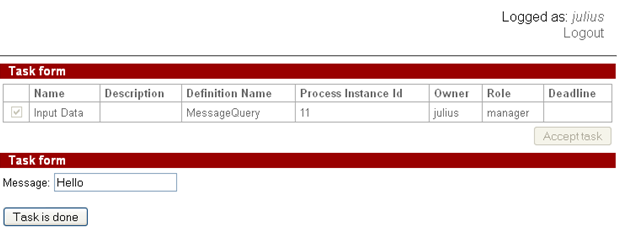 Logged as: julius
Logout
Task form
Name Description Definition Name Process Instance Id Owner Role Deadline
Input Data MessageQuery 11 julius manager
Accept task
Task form
Message: Hello
Task is done